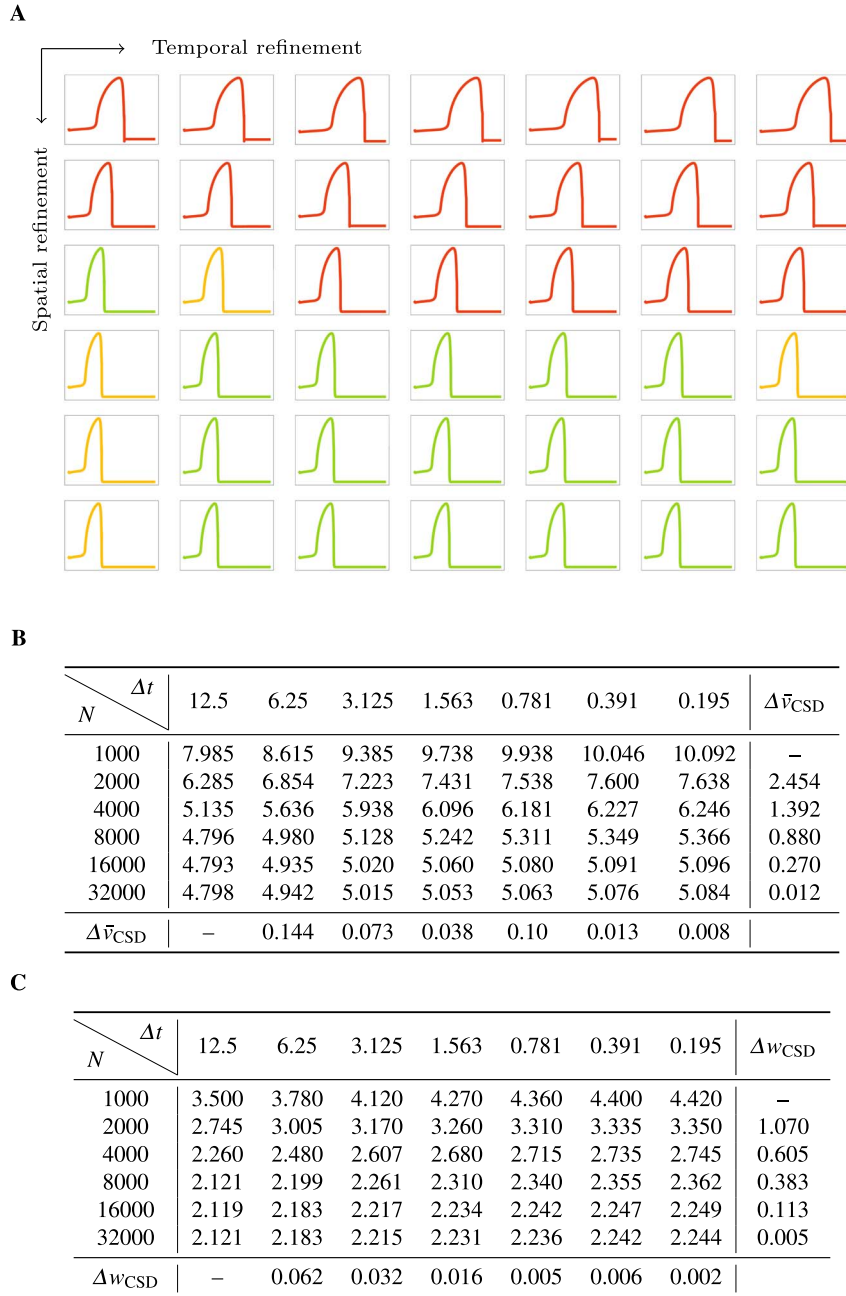 A
Temporal refinement
Spatial refinement
B
Δt
N
12.5 6.25 3.125 1.563 0.781 0.391 0.195 Δv̄CSD
1000 7.985 8.615 9.385 9.738 9.938 10.046 10.092 –
2000 6.285 6.854 7.223 7.431 7.538 7.600 7.638 2.454
4000 5.135 5.636 5.938 6.096 6.181 6.227 6.246 1.392
8000 4.796 4.980 5.128 5.242 5.311 5.349 5.366 0.880
16000 4.793 4.935 5.020 5.060 5.080 5.091 5.096 0.270
32000 4.798 4.942 5.015 5.053 5.063 5.076 5.084 0.012
Δv̄CSD – 0.144 0.073 0.038 0.10 0.013 0.008
C
Δt
N
12.5 6.25 3.125 1.563 0.781 0.391 0.195 ΔwCSD
1000 3.500 3.780 4.120 4.270 4.360 4.400 4.420 –
2000 2.745 3.005 3.170 3.260 3.310 3.335 3.350 1.070
4000 2.260 2.480 2.607 2.680 2.715 2.735 2.745 0.605
8000 2.121 2.199 2.261 2.310 2.340 2.355 2.362 0.383
16000 2.119 2.183 2.217 2.234 2.242 2.247 2.249 0.113
32000 2.121 2.183 2.215 2.231 2.236 2.242 2.244 0.005
ΔwCSD – 0.062 0.032 0.016 0.005 0.006 0.002